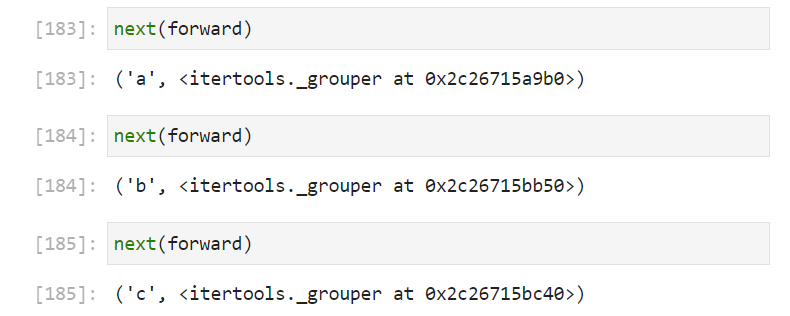 [183]: next(forward)
[183]: ('a', <itertools._grouper at 0x2c26715a9b0>)
[184]: next(forward)
[184]: ('b', <itertools._grouper at 0x2c26715bb50>)
[185]: next(forward)
[185]: ('c', <itertools._grouper at 0x2c26715bc40>)